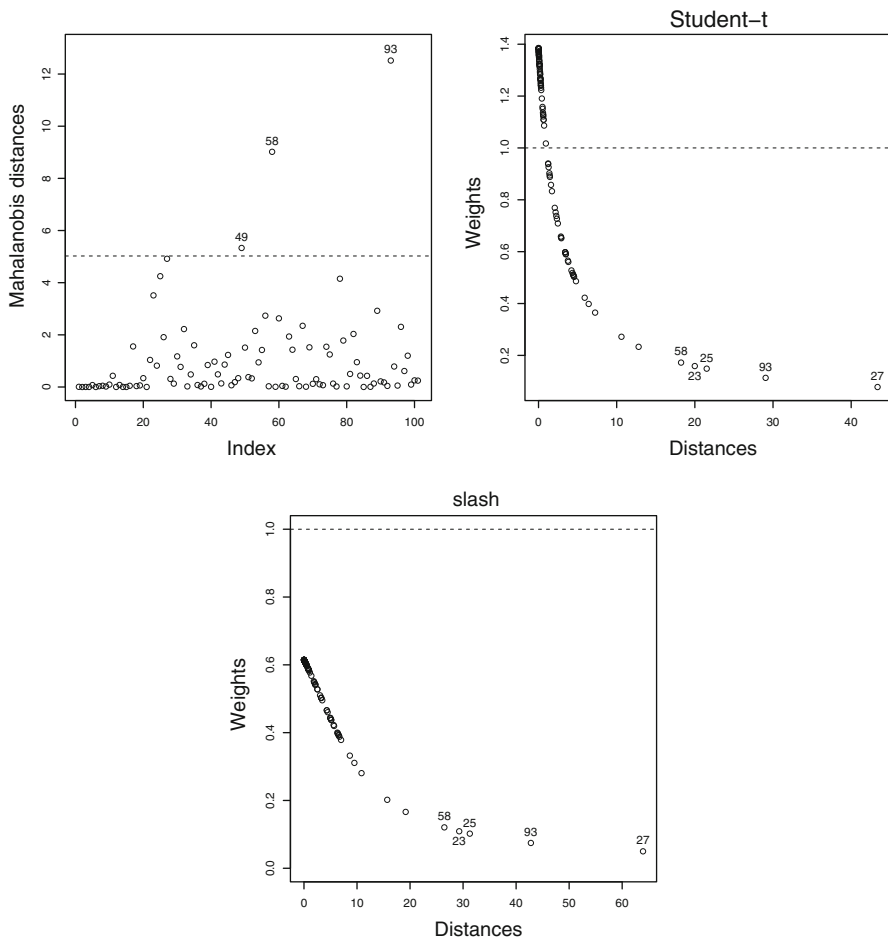 Mahalanobis distances
0 2 4 6 8 10 12
93
58
49
0 20 40 60 80 100
Index
Student–t
Weights
0.2 0.4 0.6 0.8 1.0 1.2 1.4
58
25
23
93
27
0 10 20 30 40
Distances
slash
Weights
0.0 0.2 0.4 0.6 0.8 1.0
58
25
23
93
27
0 10 20 30 40 50 60
Distances